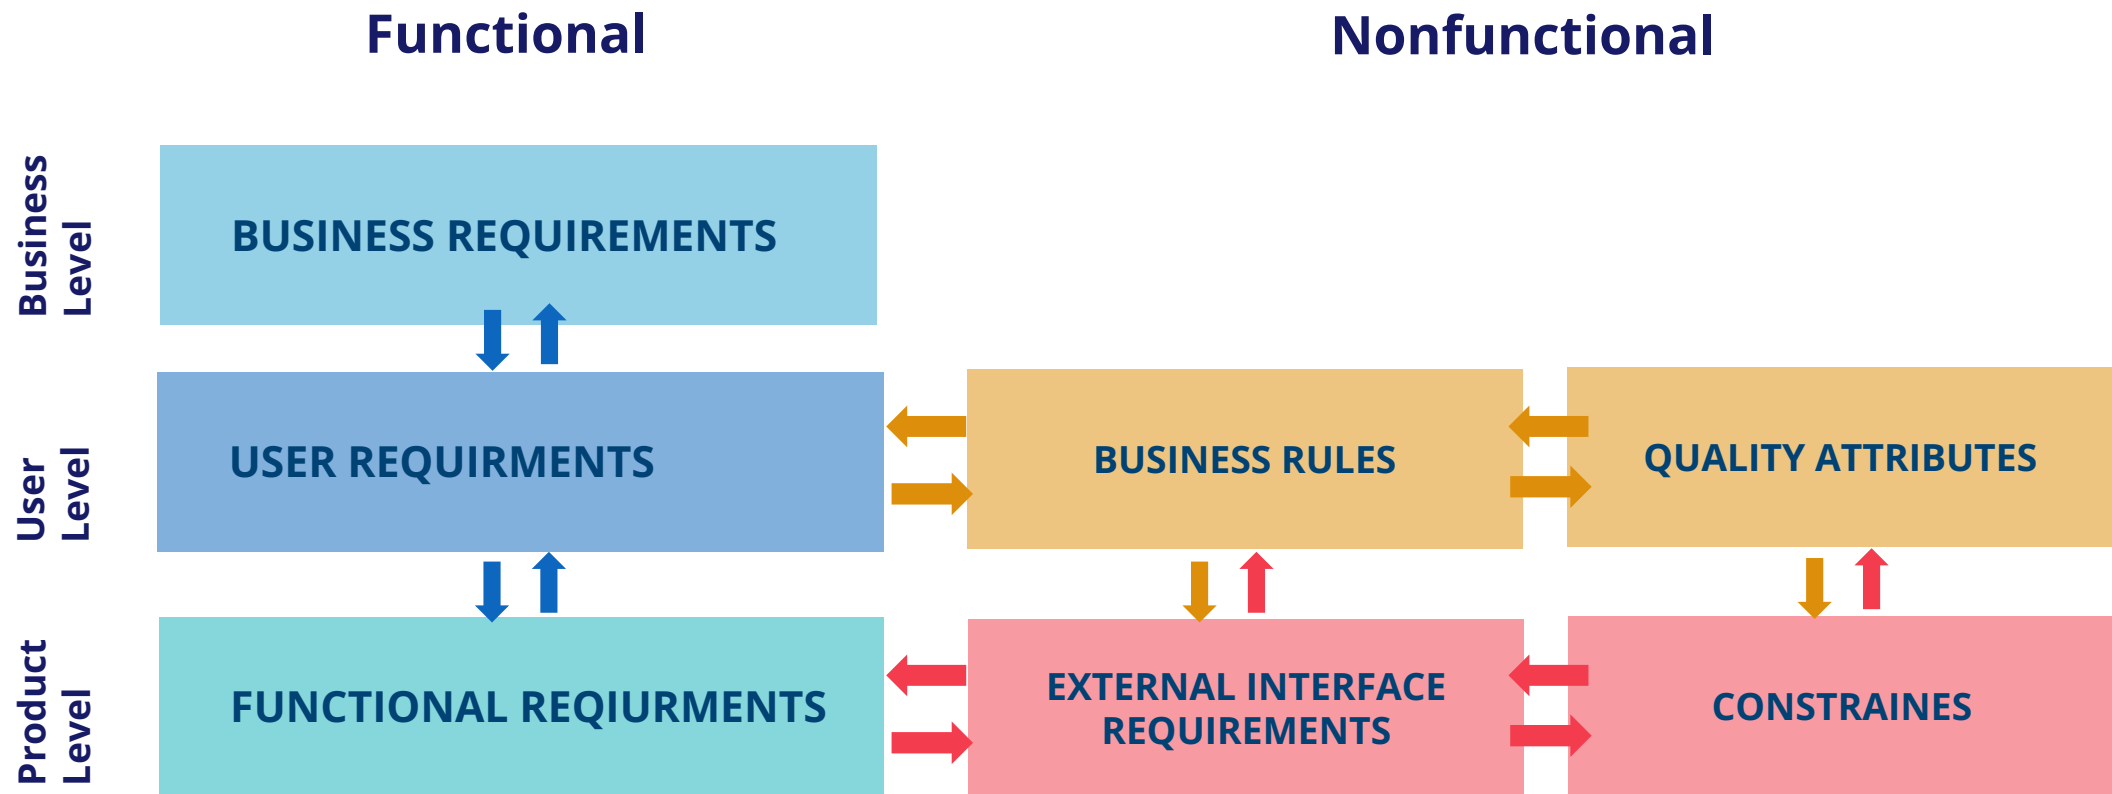 Functional
Nonfunctional
Business
Level
BUSINESS REQUIREMENTS
User
Level
USER REQUIRMENTS
BUSINESS RULES
QUALITY ATTRIBUTES
Product
Level
FUNCTIONAL REQIURMENTS
EXTERNAL INTERFACE
REQUIREMENTS
CONSTRAINES